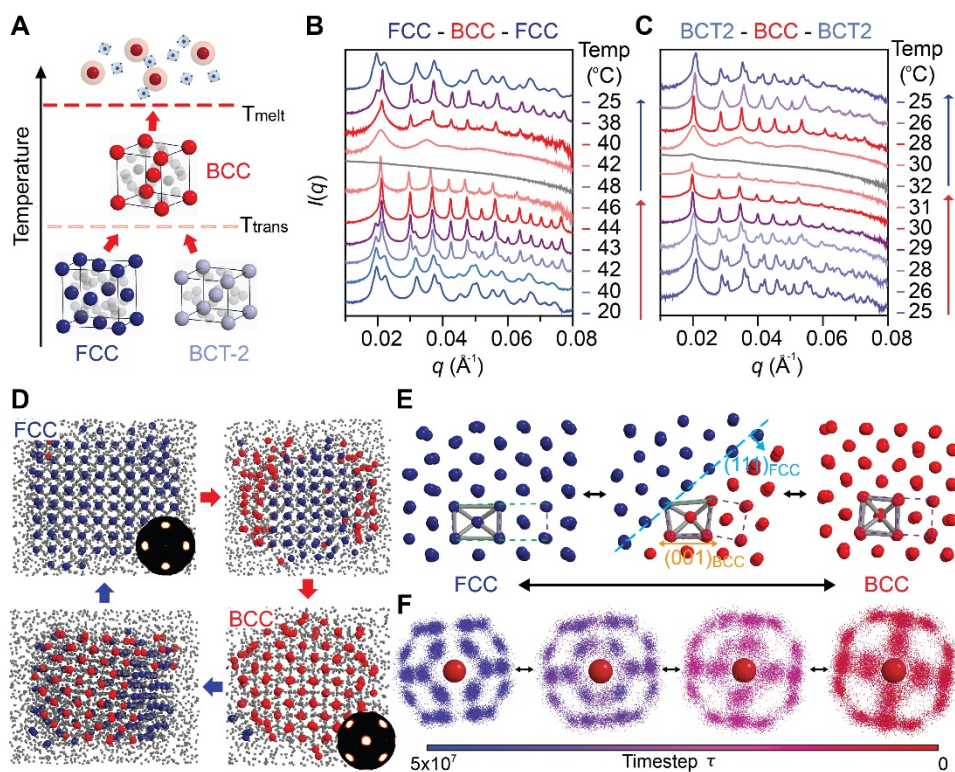 A
Temperature
Tmelt
BCC
Ttrans
FCC
BCT-2
B
FCC - BCC - FCC
Temp
(°C)
25
38
40
42
48
46
44
43
42
40
20
I(q)
0.02 0.04 0.06 0.08
q (Å-1)
C
BCT2 - BCC - BCT2
Temp
(°C)
25
26
28
30
32
31
30
29
28
26
25
0.02 0.04 0.06 0.08
q (Å-1)
D
FCC
BCC
E
(111)FCC
(001)BCC
FCC
BCC
F
5x10⁷
Timestep τ
0